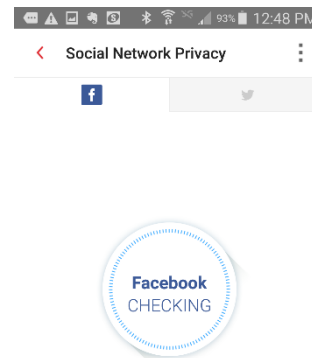 93% 12:48 PM
Social Network Privacy
f
Facebook
CHECKING